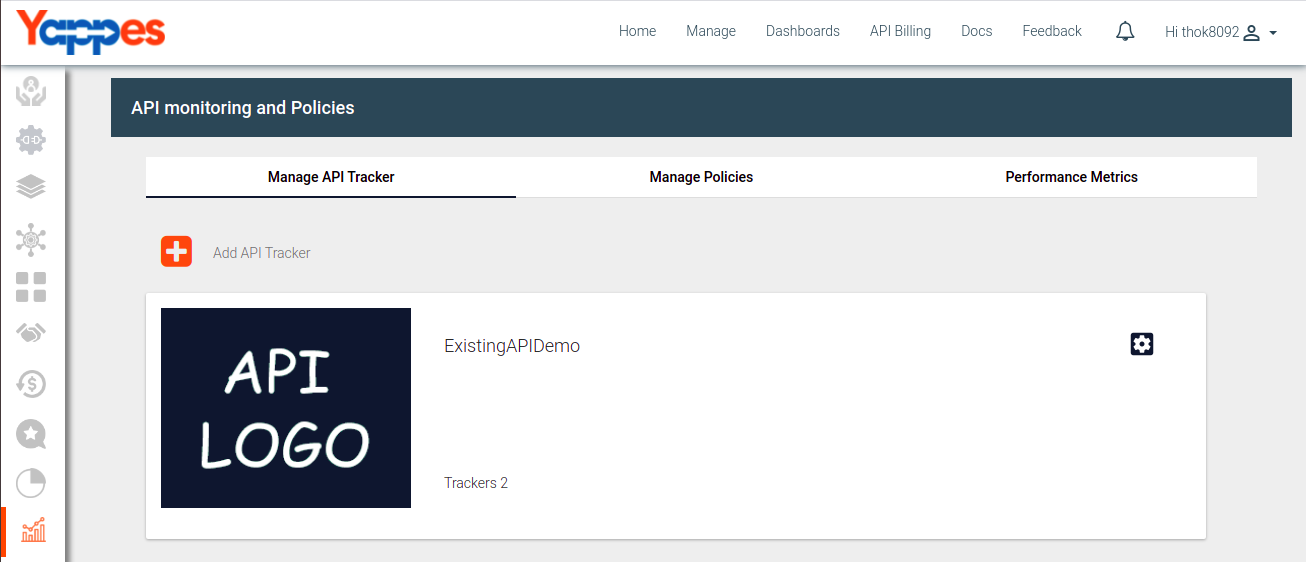 Yappes
Home Manage Dashboards API Billing Docs Feedback Hi thok8092
API monitoring and Policies
Manage API Tracker Manage Policies Performance Metrics
Add API Tracker
API
LOGO
ExistingAPIDemo
Trackers 2